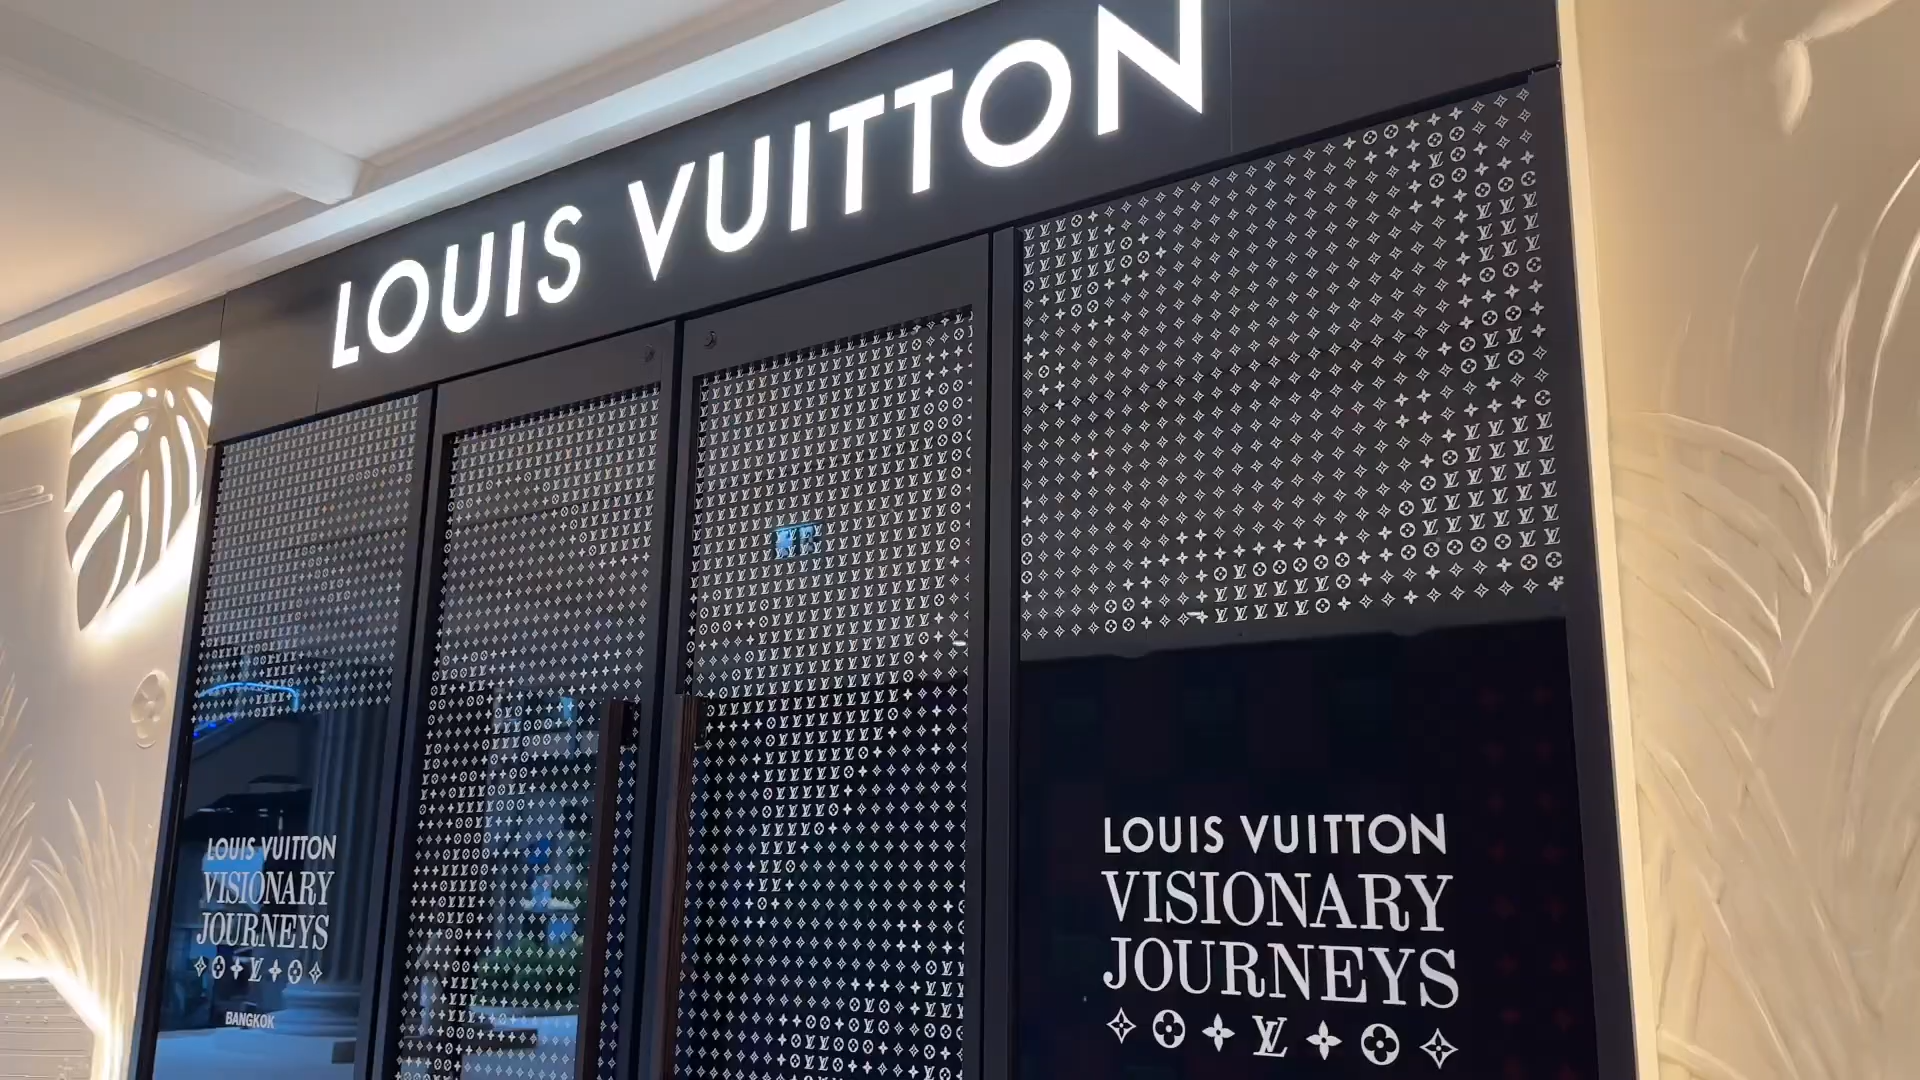 LOUIS VUITTON
LOUIS VUITTON
VISIONARY
JOURNEYS
BANGKOK
LOUIS VUITTON
VISIONARY
JOURNEYS